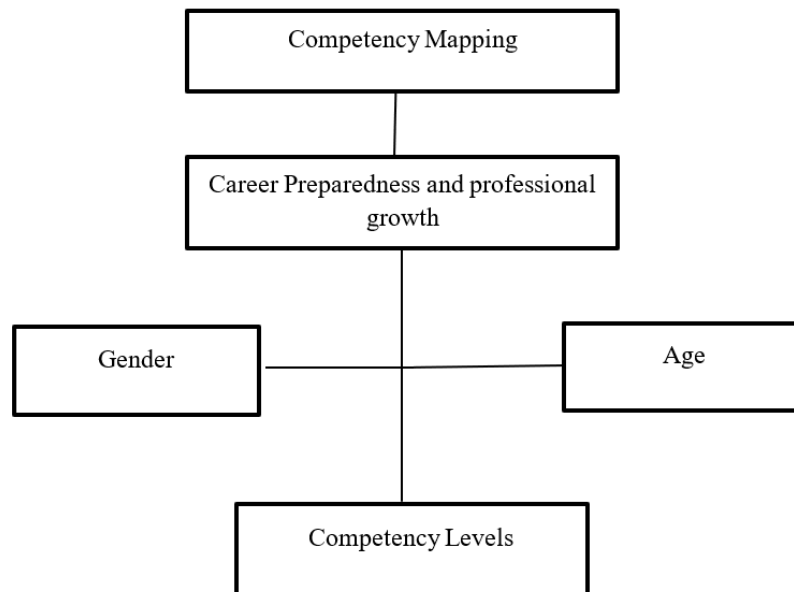 Competency Mapping
Career Preparedness and professional
growth
Gender
Age
Competency Levels